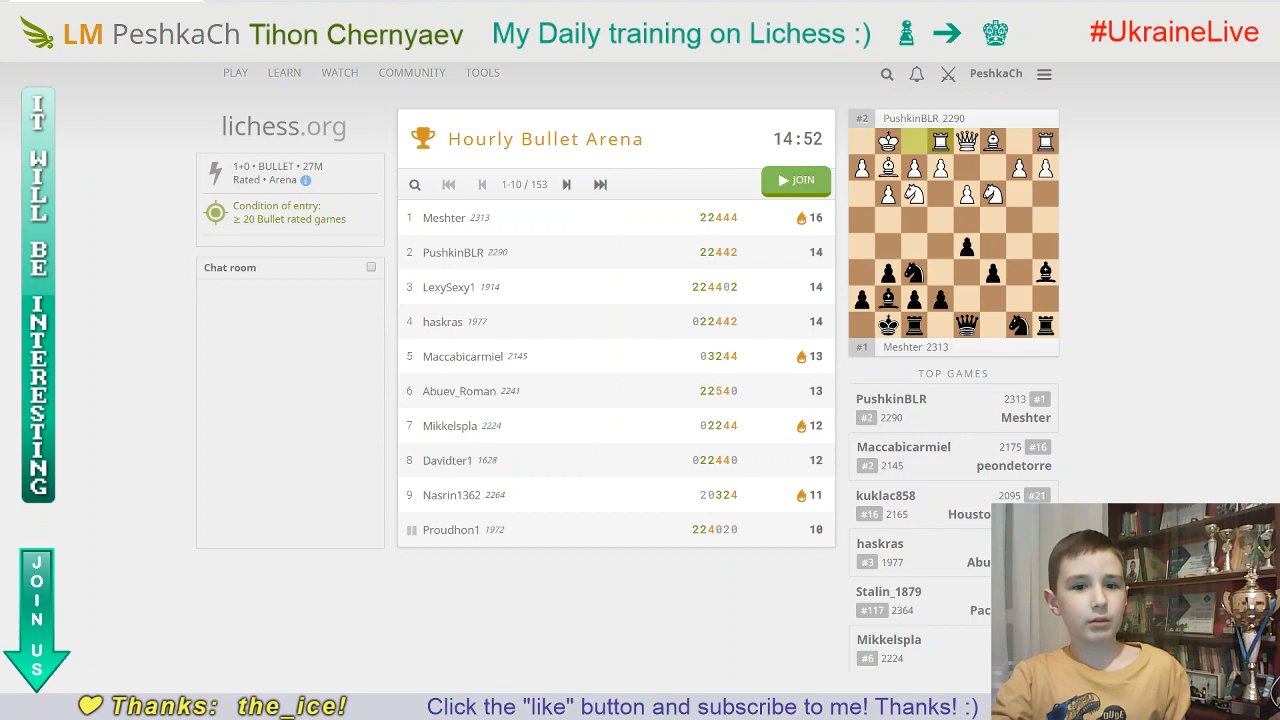 LM PeshkaCh Tihon Chernyaev
My Daily training on Lichess :)
#UkraineLive
PLAY LEARN WATCH COMMUNITY TOOLS
PeshkaCh
IT WILL BE INTERESTING
JOIN US
lichess.org
1+0 • BULLET • 27M
Rated • Arena
Condition of entry:
≥ 20 Bullet rated games
Chat room
Hourly Bullet Arena 14:52
1-10 / 153
JOIN
1 Meshter 2313 22444 16
2 PushkinBLR 2290 22442 14
3 LexySexy1 1914 224402 14
4 haskras 1977 022442 14
5 Maccabicarmiel 2145 03244 13
6 Abuev_Roman 2241 22540 13
7 Mikkelspla 2224 02244 12
8 Davidter1 1628 022440 12
9 Nasrin1362 2264 20324 11
Proudhon1 1972 224020 10
#2 PushkinBLR 2290
#1 Meshter 2313
TOP GAMES
PushkinBLR 2313 #1
#2 2290 Meshter
Maccabicarmiel 2175 #16
#2 2145 peondetorre
kuklac858 2095 #21
#16 2165 Housto
haskras
#3 1977 Abu
Stalin_1879
#117 2364 Pac
Mikkelspla
#6 2224
DUDE
Thanks: the_ice!
Click the "like" button and subscribe to me! Thanks! :)